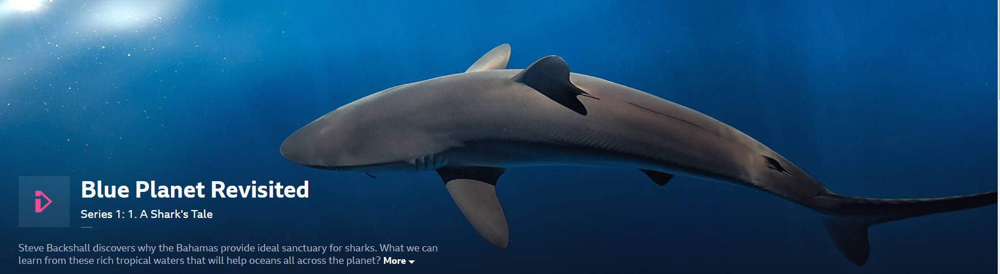 Blue Planet Revisited
Series 1: 1. A Shark's Tale
Steve Backshall discovers why the Bahamas provide ideal sanctuary for sharks. What we can
learn from these rich tropical waters that will help oceans all across the planet? More